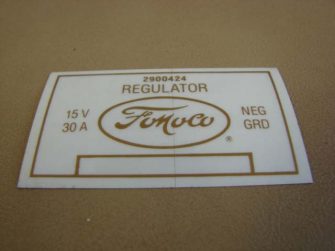 2900424
REGULATOR
15 V
30 A
FoMoCo
®
NEG
GRD